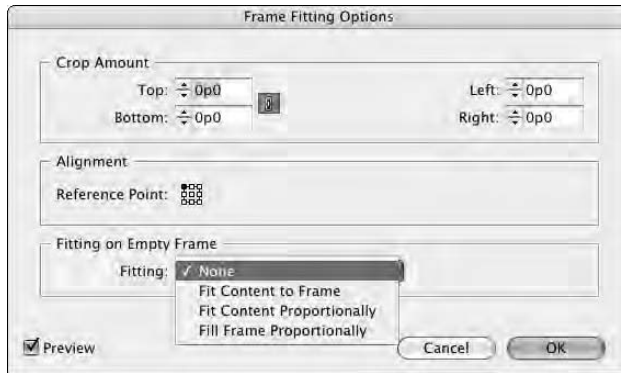 Frame Fitting Options
Crop Amount
Top: 0p0
Left: 0p0
Bottom: 0p0
Right: 0p0
Alignment
Reference Point:
Fitting on Empty Frame
Fitting: ✓ None
Fit Content to Frame
Fit Content Proportionally
Fill Frame Proportionally
Preview
Cancel
OK